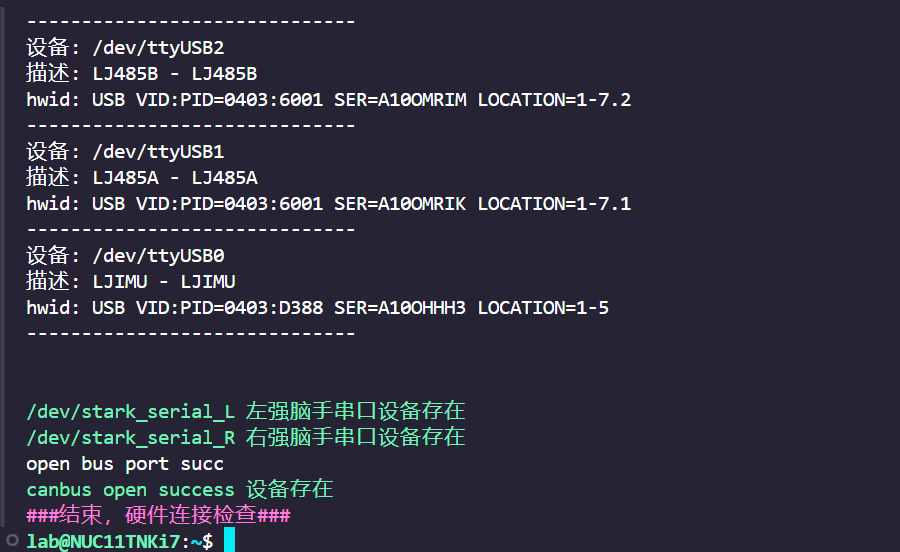 ------------------------------
设备: /dev/ttyUSB2
描述: LJ485B - LJ485B
hwid: USB VID:PID=0403:6001 SER=A10OMRIM LOCATION=1-7.2
------------------------------
设备: /dev/ttyUSB1
描述: LJ485A - LJ485A
hwid: USB VID:PID=0403:6001 SER=A10OMRIK LOCATION=1-7.1
------------------------------
设备: /dev/ttyUSB0
描述: LJIMU - LJIMU
hwid: USB VID:PID=0403:D388 SER=A10OHHH3 LOCATION=1-5
------------------------------
/dev/stark_serial_L 左强脑手串口设备存在
/dev/stark_serial_R 右强脑手串口设备存在
open bus port succ
canbus open success 设备存在
###结束，硬件连接检查###
lab@NUC11TNKi7:~$